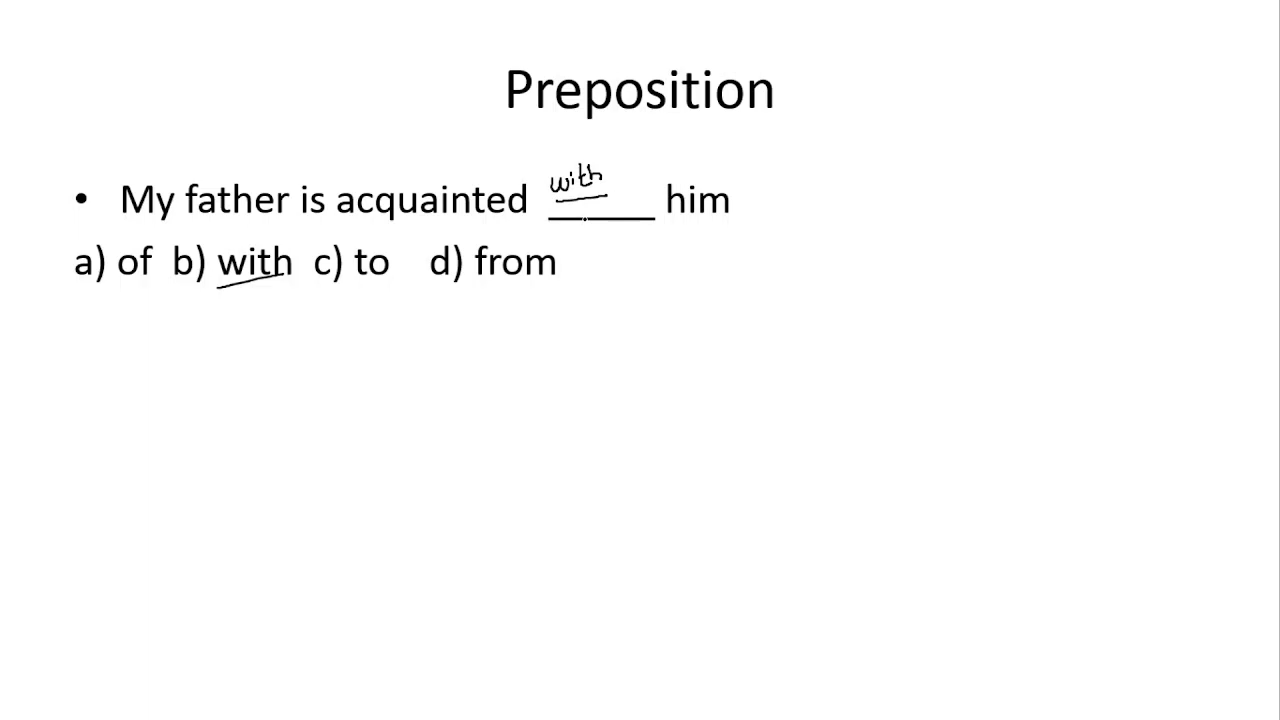 Preposition
with
• My father is acquainted ______ him
a) of b) with c) to d) from